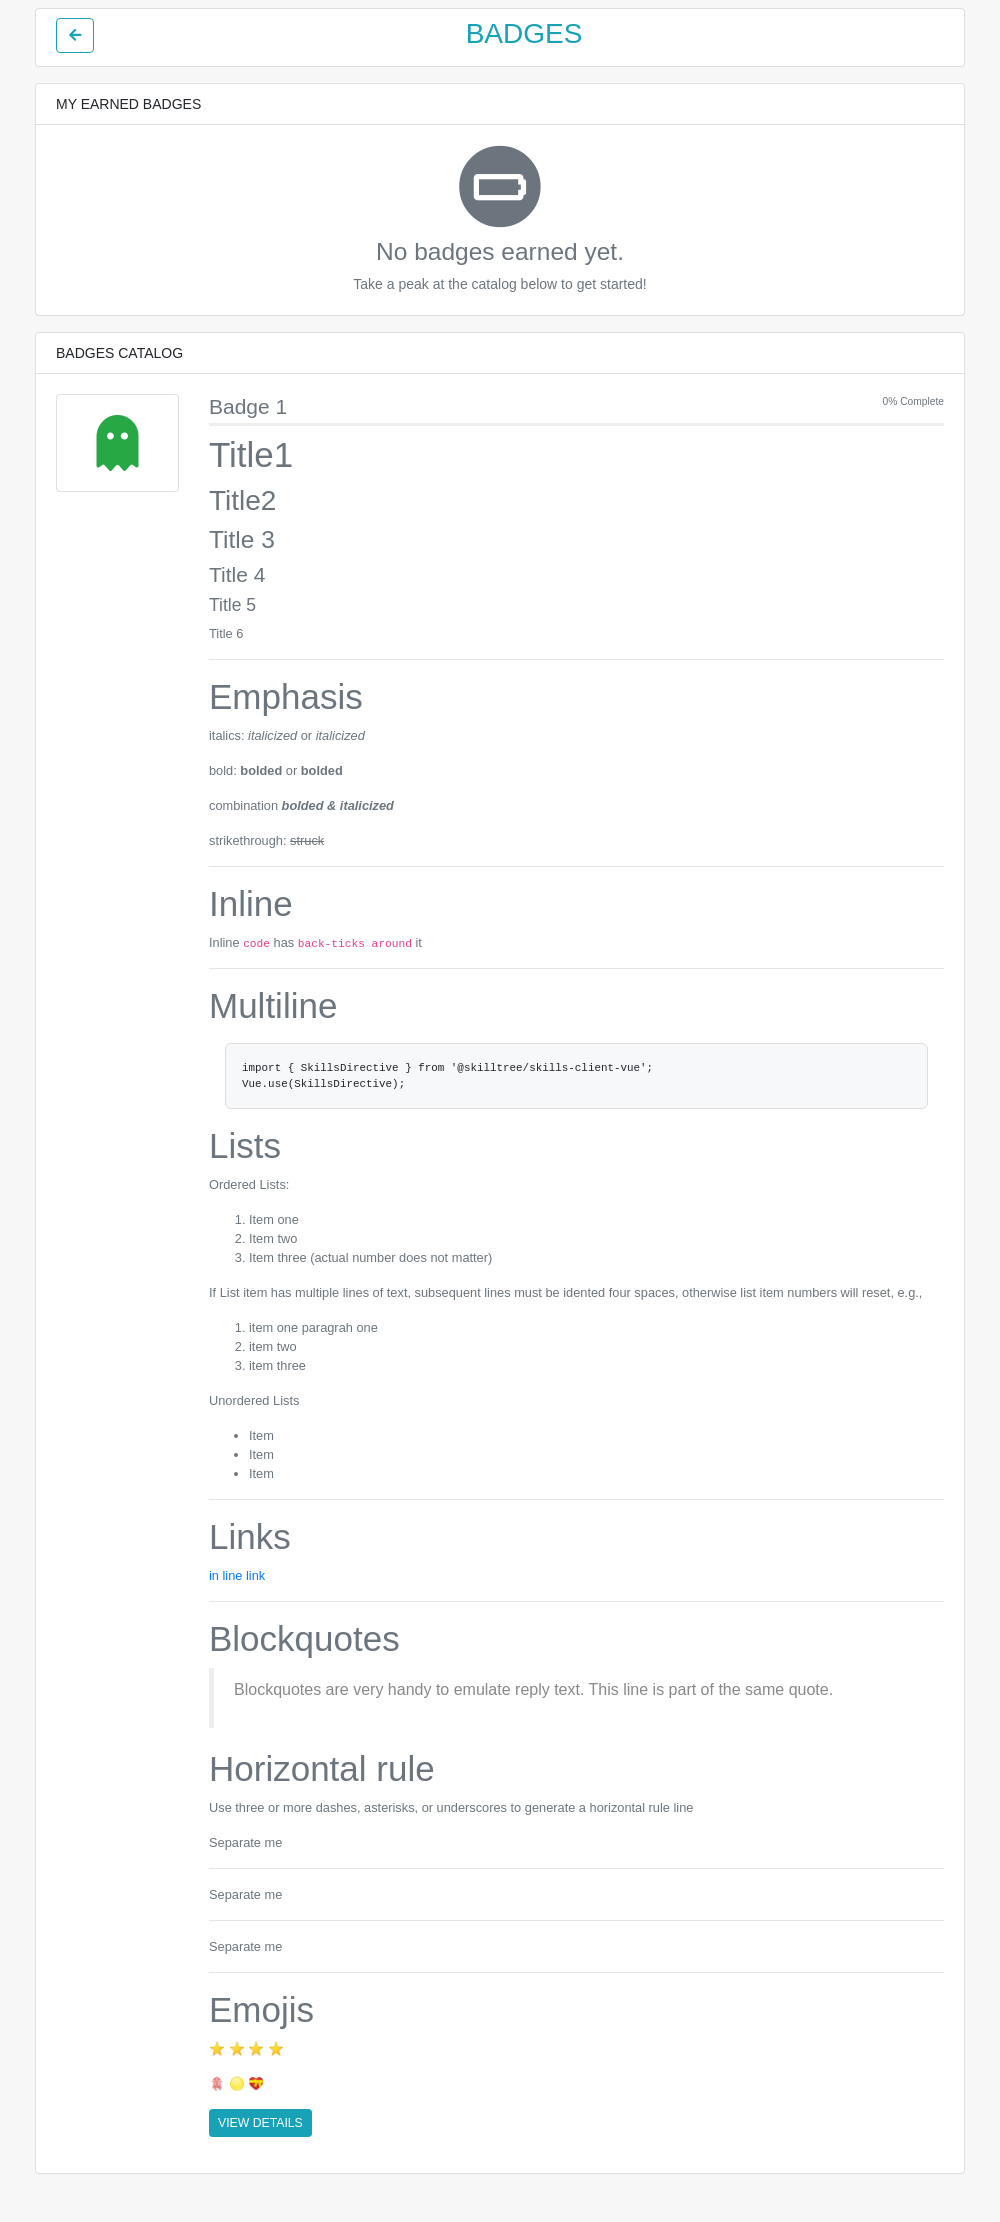 BADGES
MY EARNED BADGES
No badges earned yet.
Take a peak at the catalog below to get started!
BADGES CATALOG
Badge 1
0% Complete
Title1
Title2
Title 3
Title 4
Title 5
Title 6
Emphasis
italics: italicized or italicized
bold: bolded or bolded
combination bolded & italicized
strikethrough: struck
Inline
Inline code has back-ticks around it
Multiline
import { SkillsDirective } from '@skilltree/skills-client-vue';
Vue.use(SkillsDirective);
Lists
Ordered Lists:
1. Item one
2. Item two
3. Item three (actual number does not matter)
If List item has multiple lines of text, subsequent lines must be idented four spaces, otherwise list item numbers will reset, e.g.,
1. item one paragrah one
2. item two
3. item three
Unordered Lists
• Item
• Item
• Item
Links
in line link
Blockquotes
Blockquotes are very handy to emulate reply text. This line is part of the same quote.
Horizontal rule
Use three or more dashes, asterisks, or underscores to generate a horizontal rule line
Separate me
Separate me
Separate me
Emojis
VIEW DETAILS